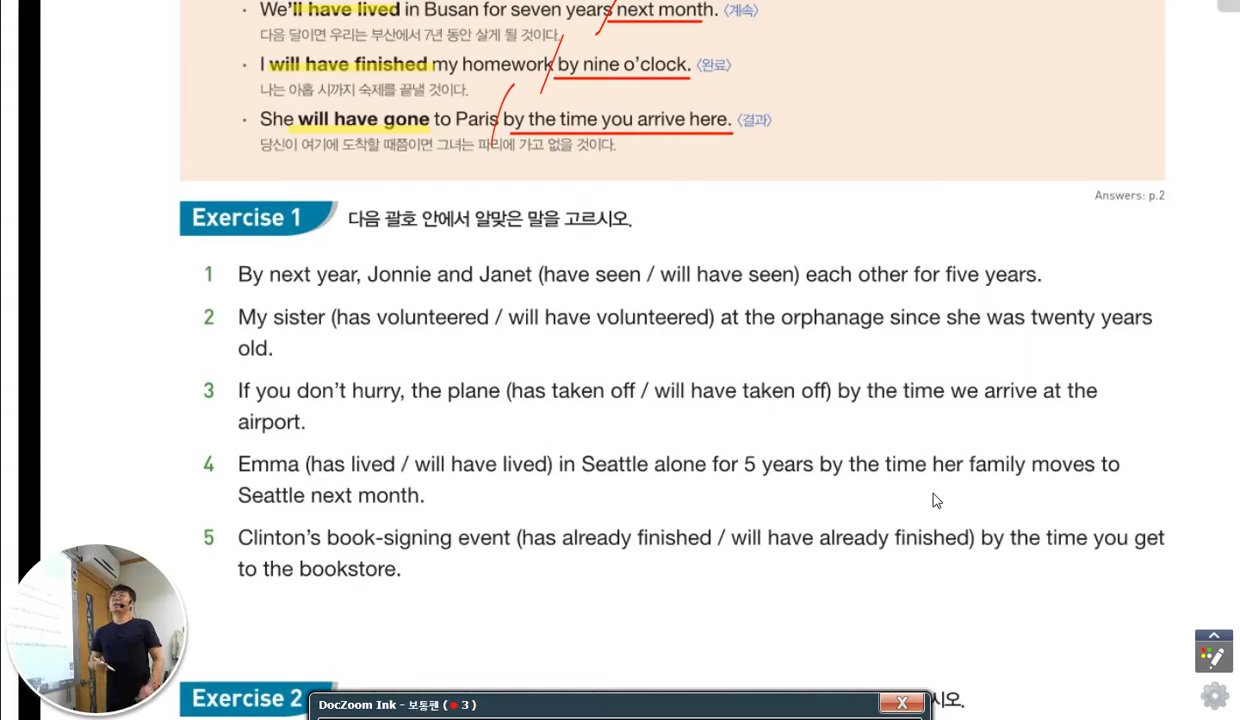 · We'll have lived in Busan for seven years next month. 〈계속〉
다음 달이면 우리는 부산에서 7년 동안 살게 될 것이다.
· I will have finished my homework by nine o'clock. 〈완료〉
나는 아홉 시까지 숙제를 끝낼 것이다.
· She will have gone to Paris by the time you arrive here. 〈결과〉
당신이 여기에 도착할 때쯤이면 그녀는 파리에 가고 없을 것이다.
Answers: p.2
Exercise 1 다음 괄호 안에서 알맞은 말을 고르시오.
1 By next year, Jonnie and Janet (have seen / will have seen) each other for five years.
2 My sister (has volunteered / will have volunteered) at the orphanage since she was twenty years
old.
3 If you don't hurry, the plane (has taken off / will have taken off) by the time we arrive at the
airport.
4 Emma (has lived / will have lived) in Seattle alone for 5 years by the time her family moves to
Seattle next month.
5 Clinton's book-signing event (has already finished / will have already finished) by the time you get
to the bookstore.
Exercise 2
DocZoom Ink - 보통펜 ( 3 )
시오.